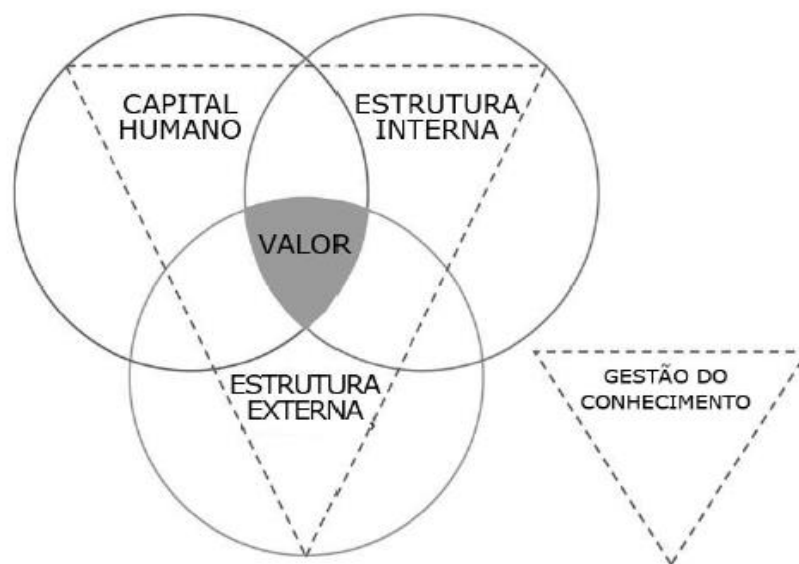 CAPITAL
HUMANO
ESTRUTURA
INTERNA
VALOR
ESTRUTURA
EXTERNA
GESTÃO DO
CONHECIMENTO